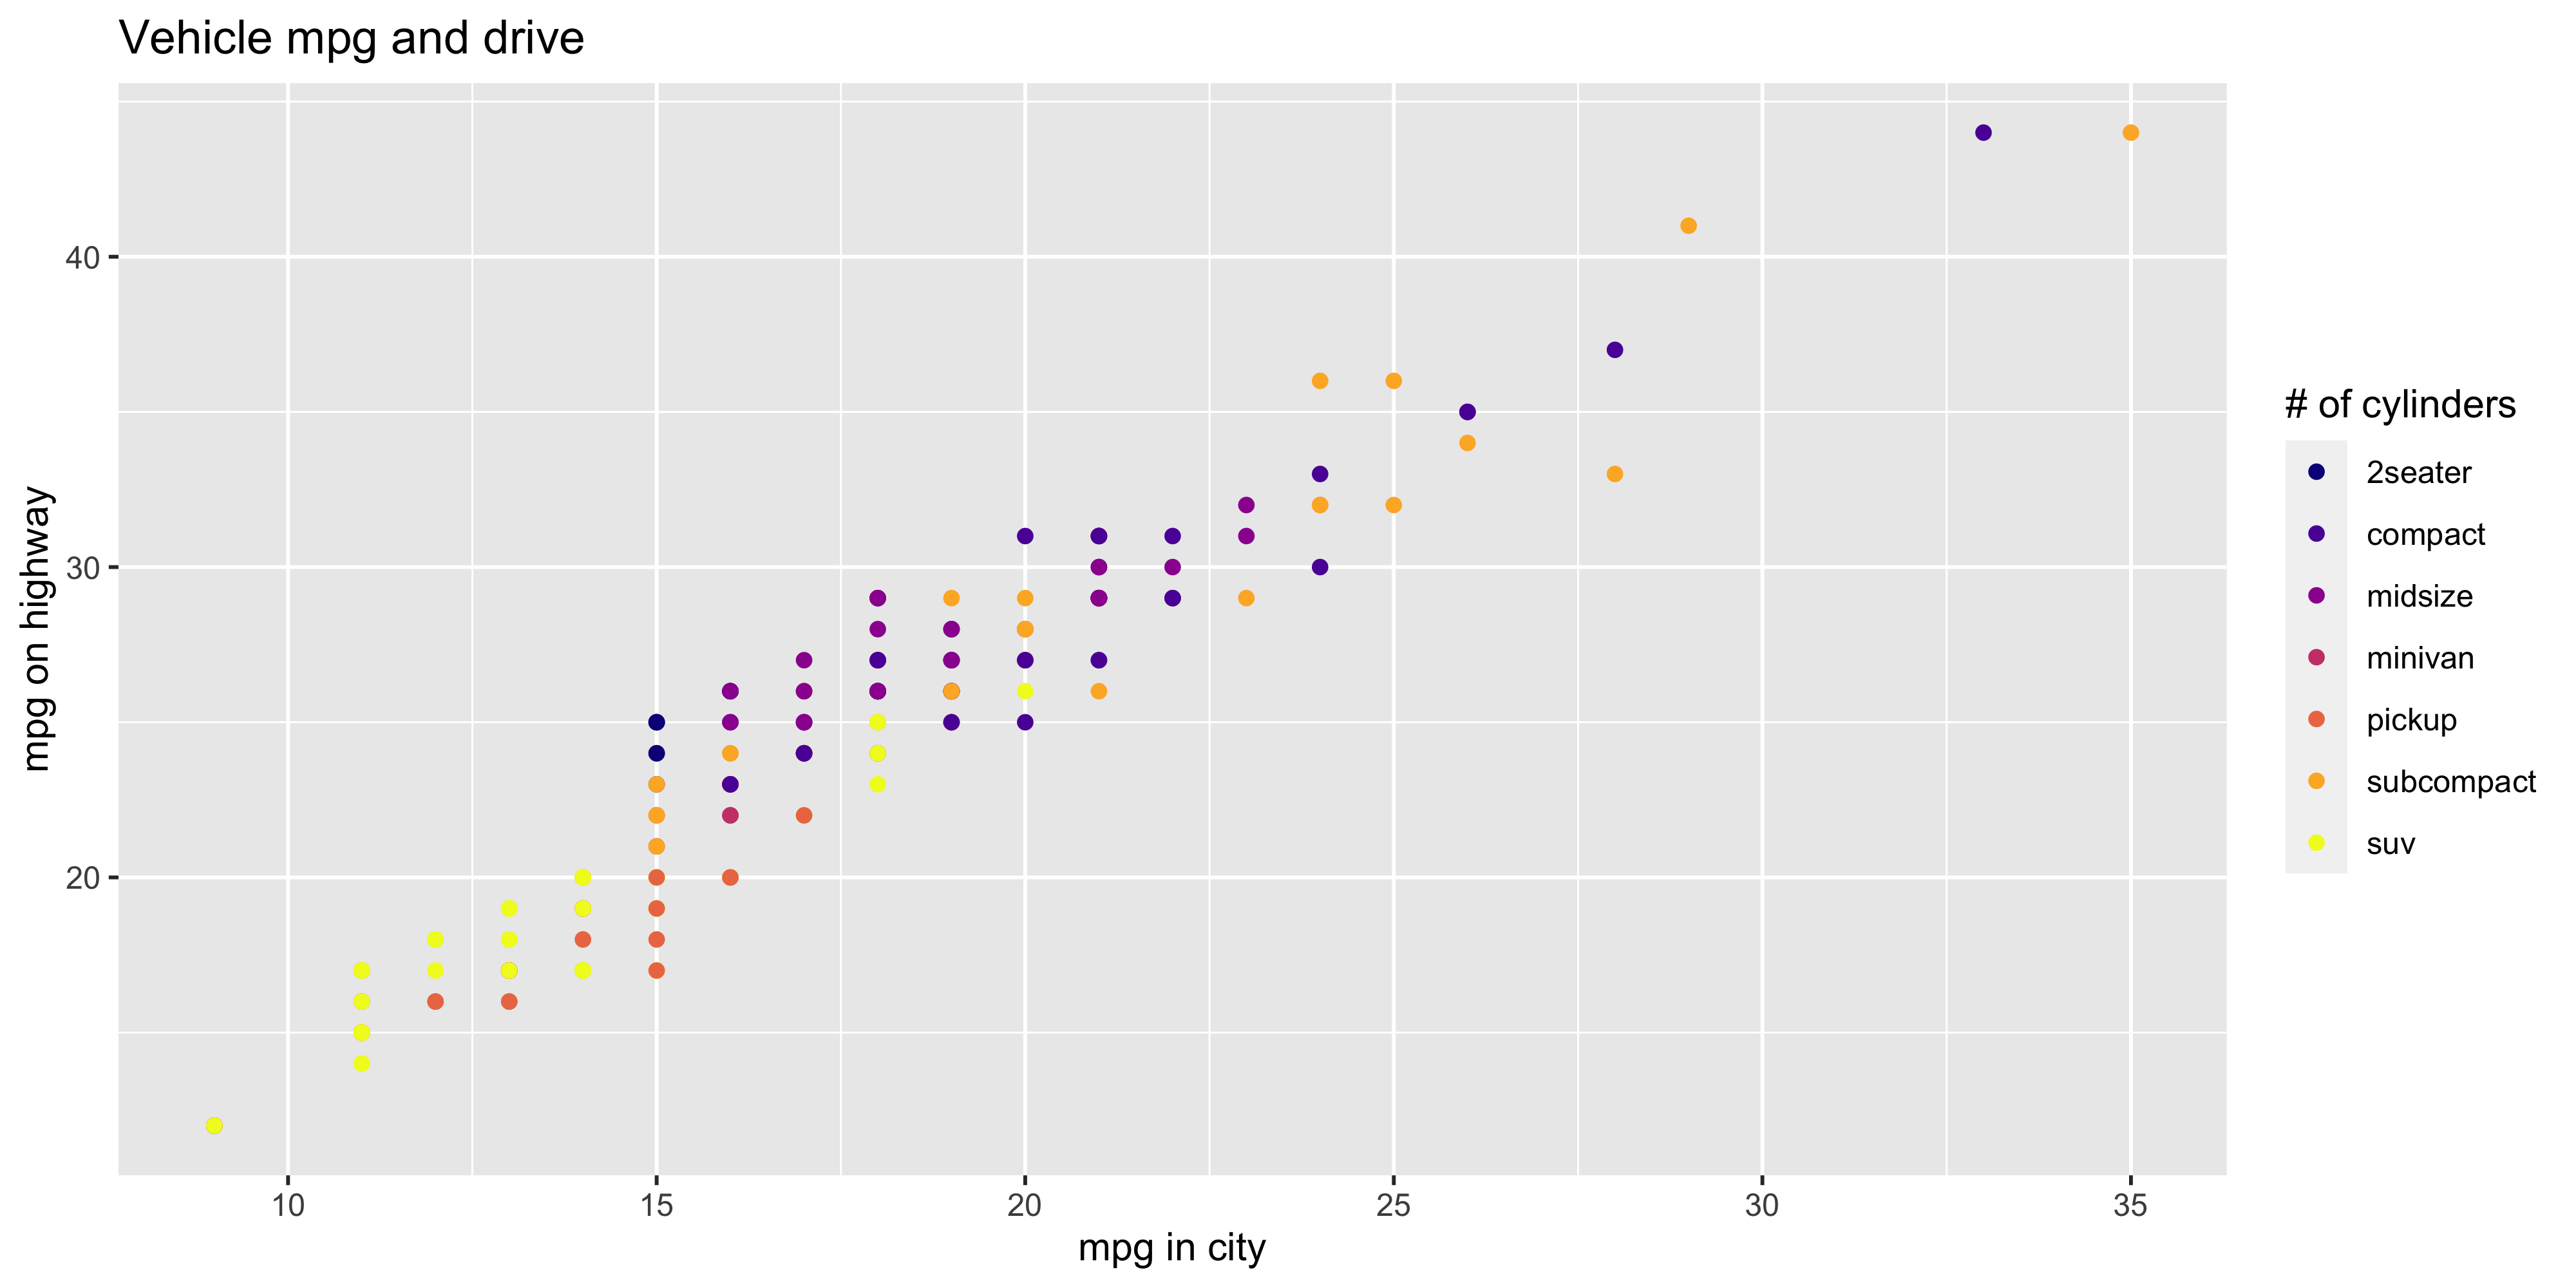 Vehicle mpg and drive
mpg on highway
40
30
20
10 15 20 25 30 35
mpg in city
# of cylinders
2seater
compact
midsize
minivan
pickup
subcompact
suv